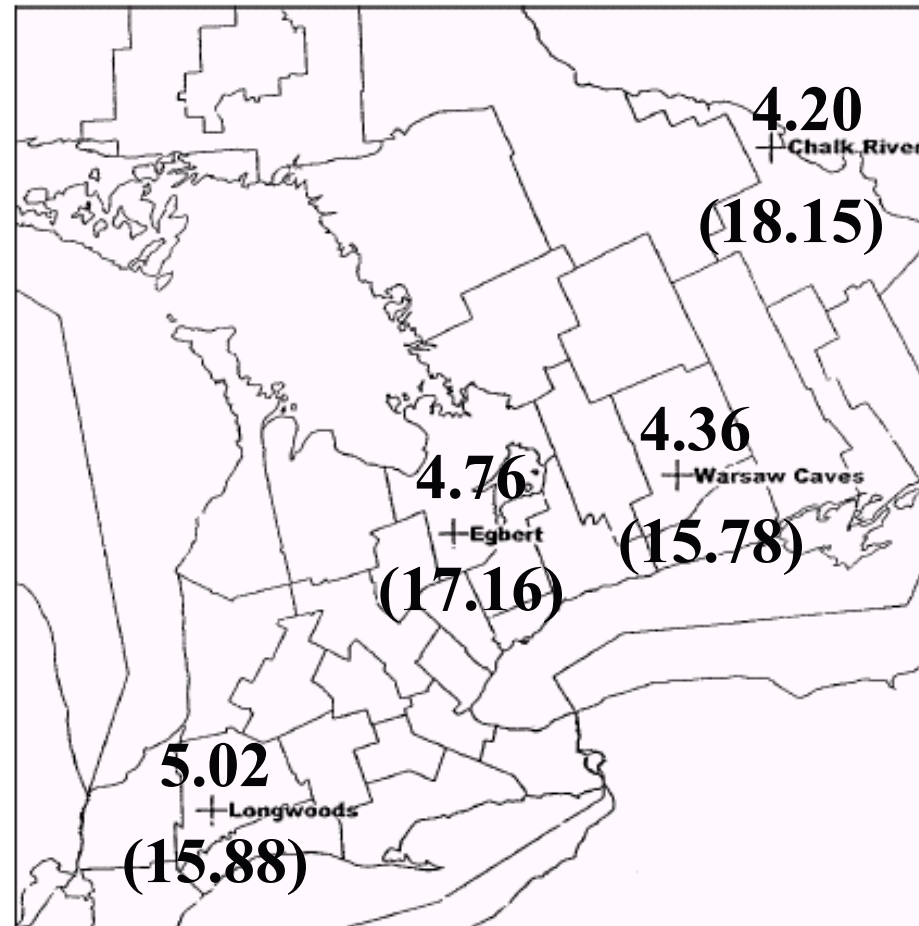 4.20
Chalk River
(18.15)
4.36
Warsaw Caves
(15.78)
4.76
Egbert
(17.16)
5.02
Longwoods
(15.88)